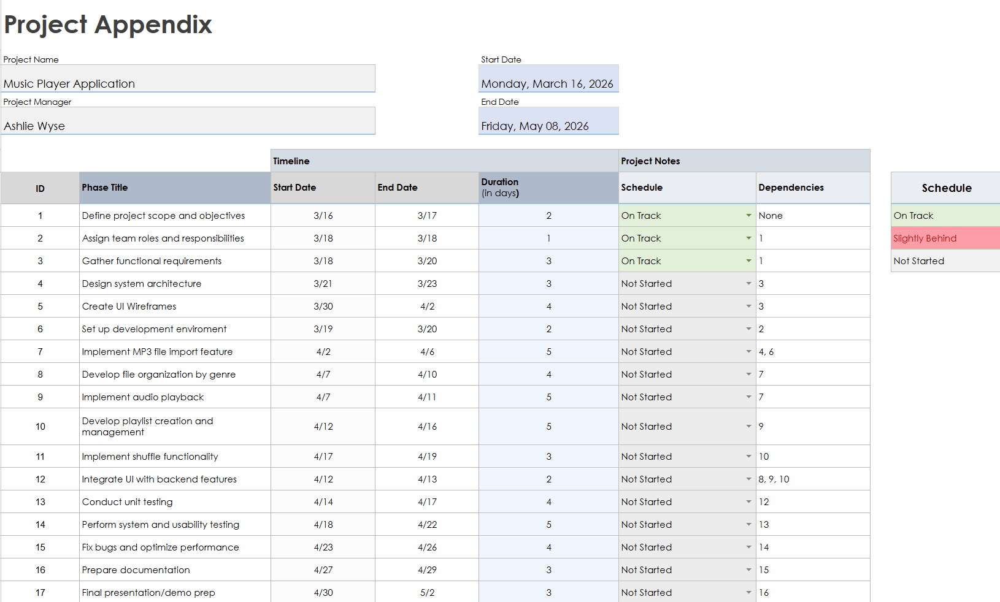 Project Appendix
Project Name
Start Date
Music Player Application
Monday, March 16, 2026
Project Manager
End Date
Ashlie Wyse
Friday, May 08, 2026
Timeline
Project Notes
ID Phase Title Start Date End Date Duration (in days) Schedule Dependencies Schedule
1 Define project scope and objectives 3/16 3/17 2 On Track None On Track
2 Assign team roles and responsibilities 3/18 3/18 1 On Track 1 Slightly Behind
3 Gather functional requirements 3/18 3/20 3 On Track 1 Not Started
4 Design system architecture 3/21 3/23 3 Not Started 3
5 Create UI Wireframes 3/30 4/2 4 Not Started 3
6 Set up development enviroment 3/19 3/20 2 Not Started 2
7 Implement MP3 file import feature 4/2 4/6 5 Not Started 4, 6
8 Develop file organization by genre 4/7 4/10 4 Not Started 7
9 Implement audio playback 4/7 4/11 5 Not Started 7
10 Develop playlist creation and management 4/12 4/16 5 Not Started 9
11 Implement shuffle functionality 4/17 4/19 3 Not Started 10
12 Integrate UI with backend features 4/12 4/13 2 Not Started 8, 9, 10
13 Conduct unit testing 4/14 4/17 4 Not Started 12
14 Perform system and usability testing 4/18 4/22 5 Not Started 13
15 Fix bugs and optimize performance 4/23 4/26 4 Not Started 14
16 Prepare documentation 4/27 4/29 3 Not Started 15
17 Final presentation/demo prep 4/30 5/2 3 Not Started 16